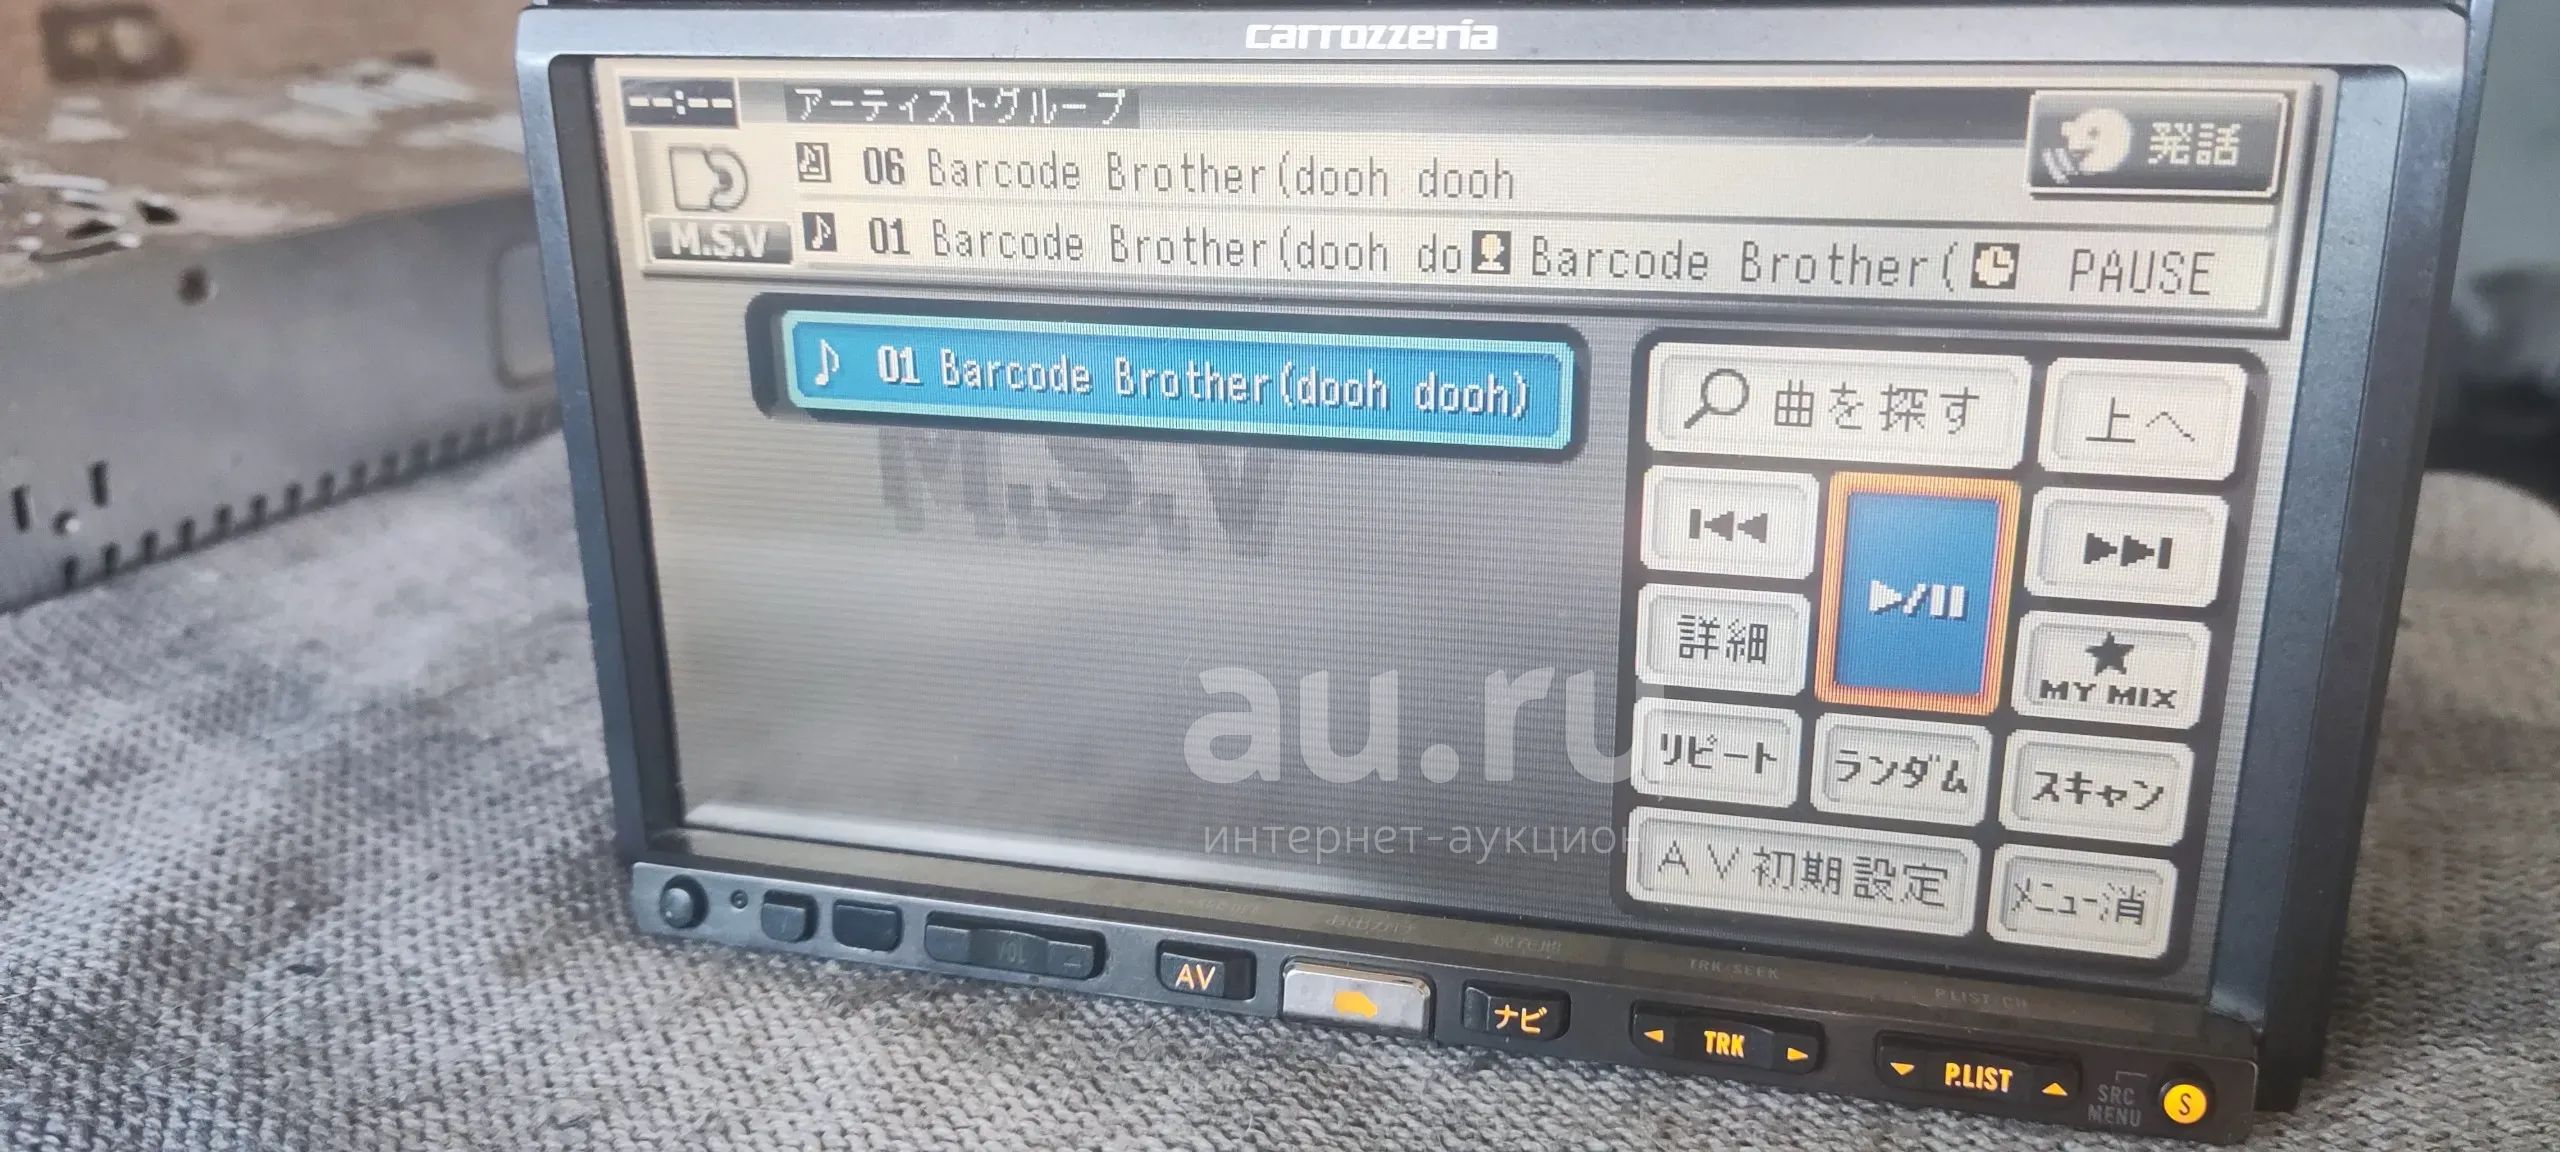 carrozzeria
--:--
アーティストグループ
発話
06 Barcode Brother(dooh dooh
M.S.V
01 Barcode Brother(dooh do
Barcode Brother(
PAUSE
01 Barcode Brother(dooh dooh)
M.S.V
曲を探す
上へ
詳細
MY MIX
リピート
ランダム
スキャン
AV初期設定
メニュー消
au.ru
интернет-аукцион
TRK/SEEK
P.LIST/CH
VOL
AV
ナビ
TRK
P.LIST
SRC
MENU
S